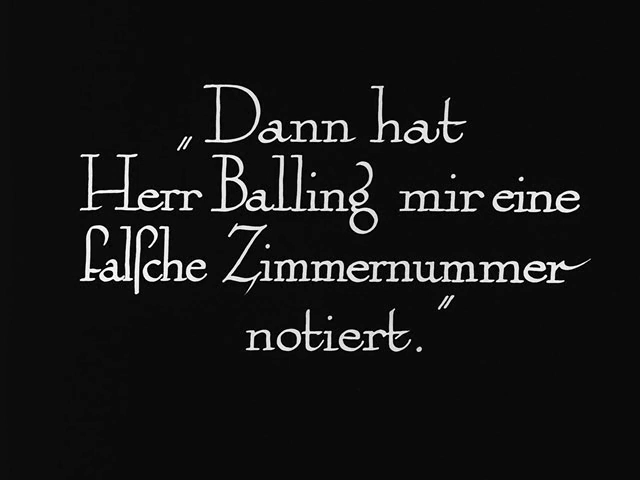 „Dann hat
Herr Balling mir eine
falſche Zimmernummer
notiert.“